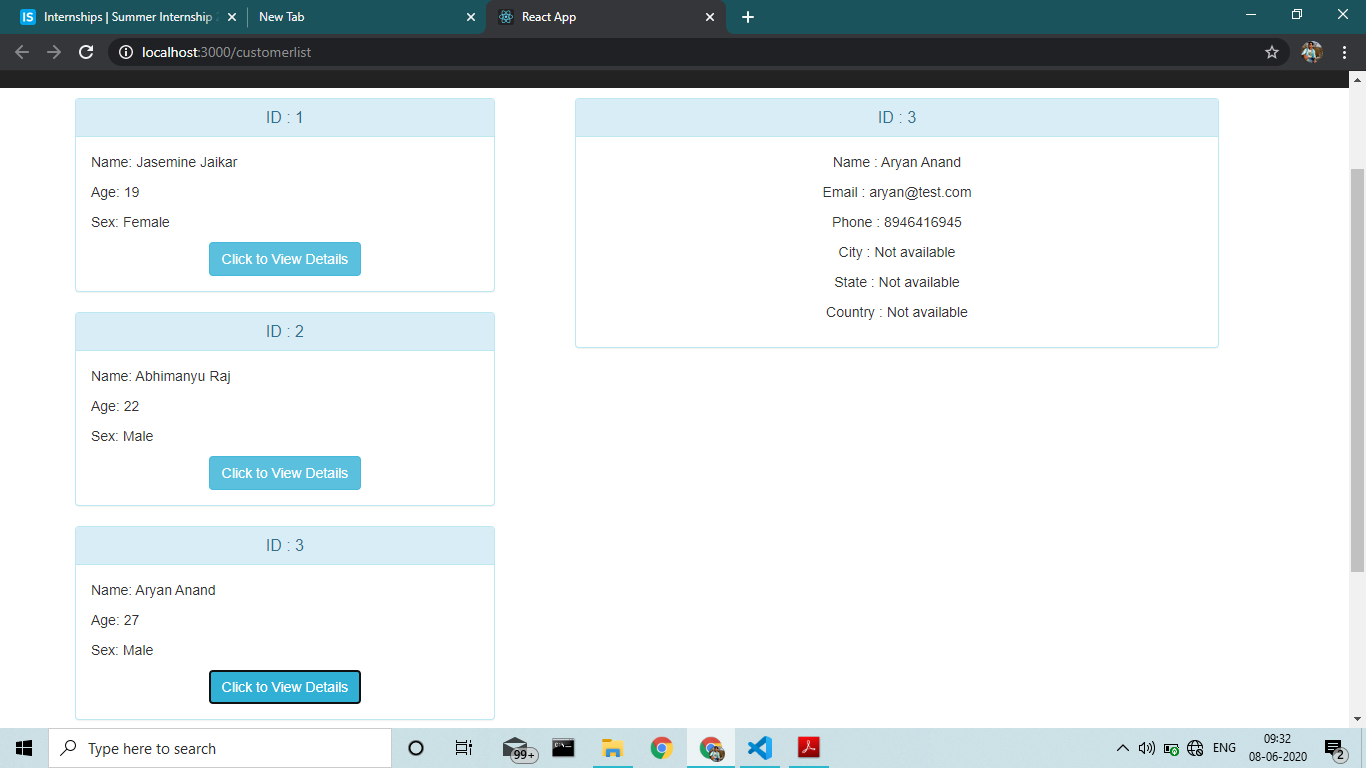 Internships | Summer Internship
New Tab
React App
localhost:3000/customerlist
ID : 1
Name: Jasemine Jaikar
Age: 19
Sex: Female
Click to View Details
ID : 2
Name: Abhimanyu Raj
Age: 22
Sex: Male
Click to View Details
ID : 3
Name: Aryan Anand
Age: 27
Sex: Male
Click to View Details
ID : 3
Name : Aryan Anand
Email : aryan@test.com
Phone : 8946416945
City : Not available
State : Not available
Country : Not available
Type here to search
99+
ENG
09:32
08-06-2020
2